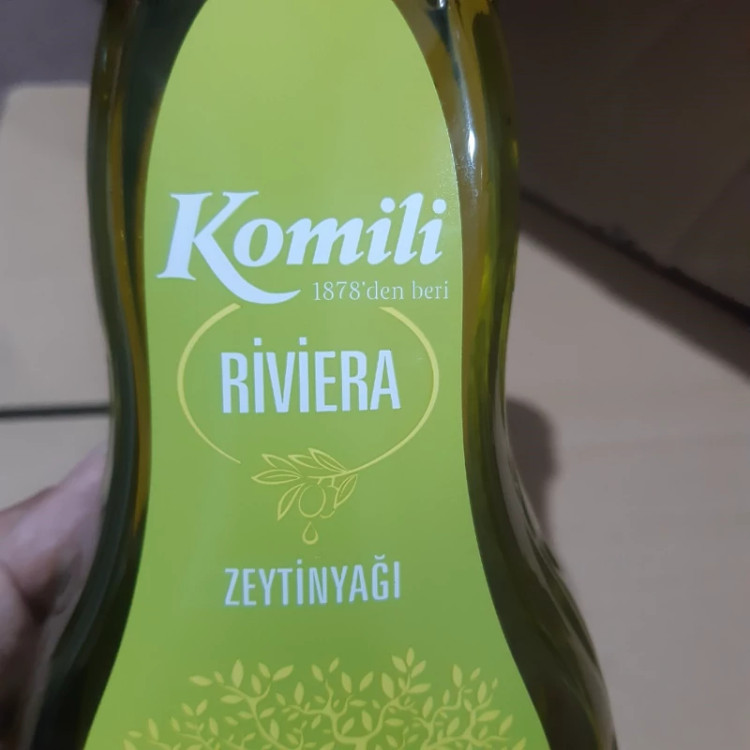 Komili
1878'den beri
RİVİERA
ZEYTİNYAĞI